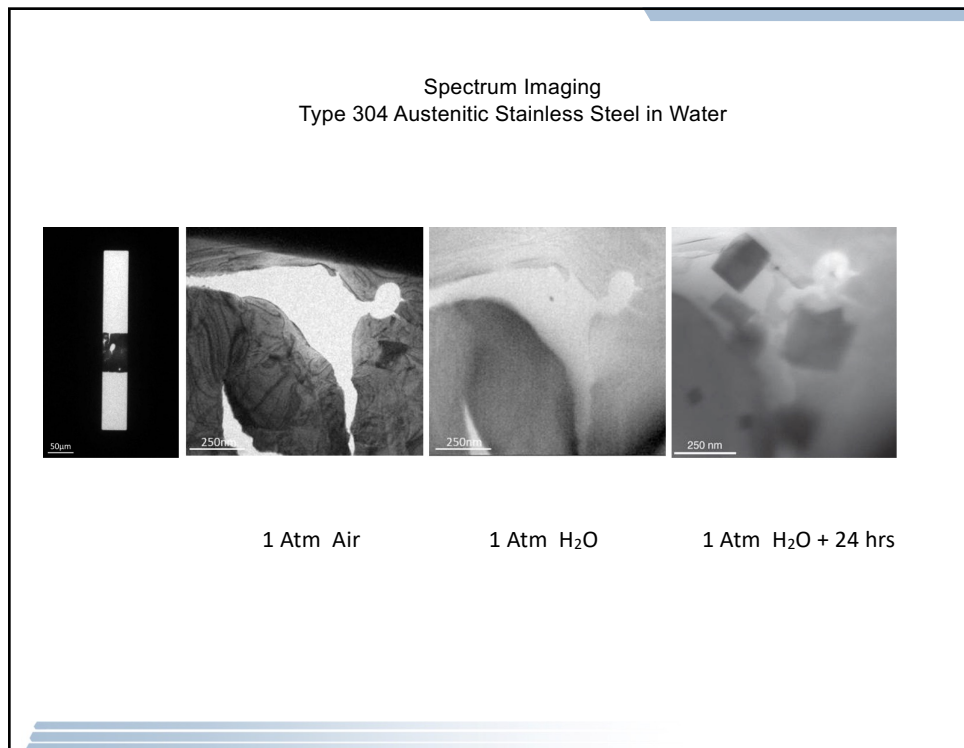 Spectrum Imaging
Type 304 Austenitic Stainless Steel in Water
50µm
250nm
250nm
250 nm
1 Atm Air
1 Atm H₂O
1 Atm H₂O + 24 hrs